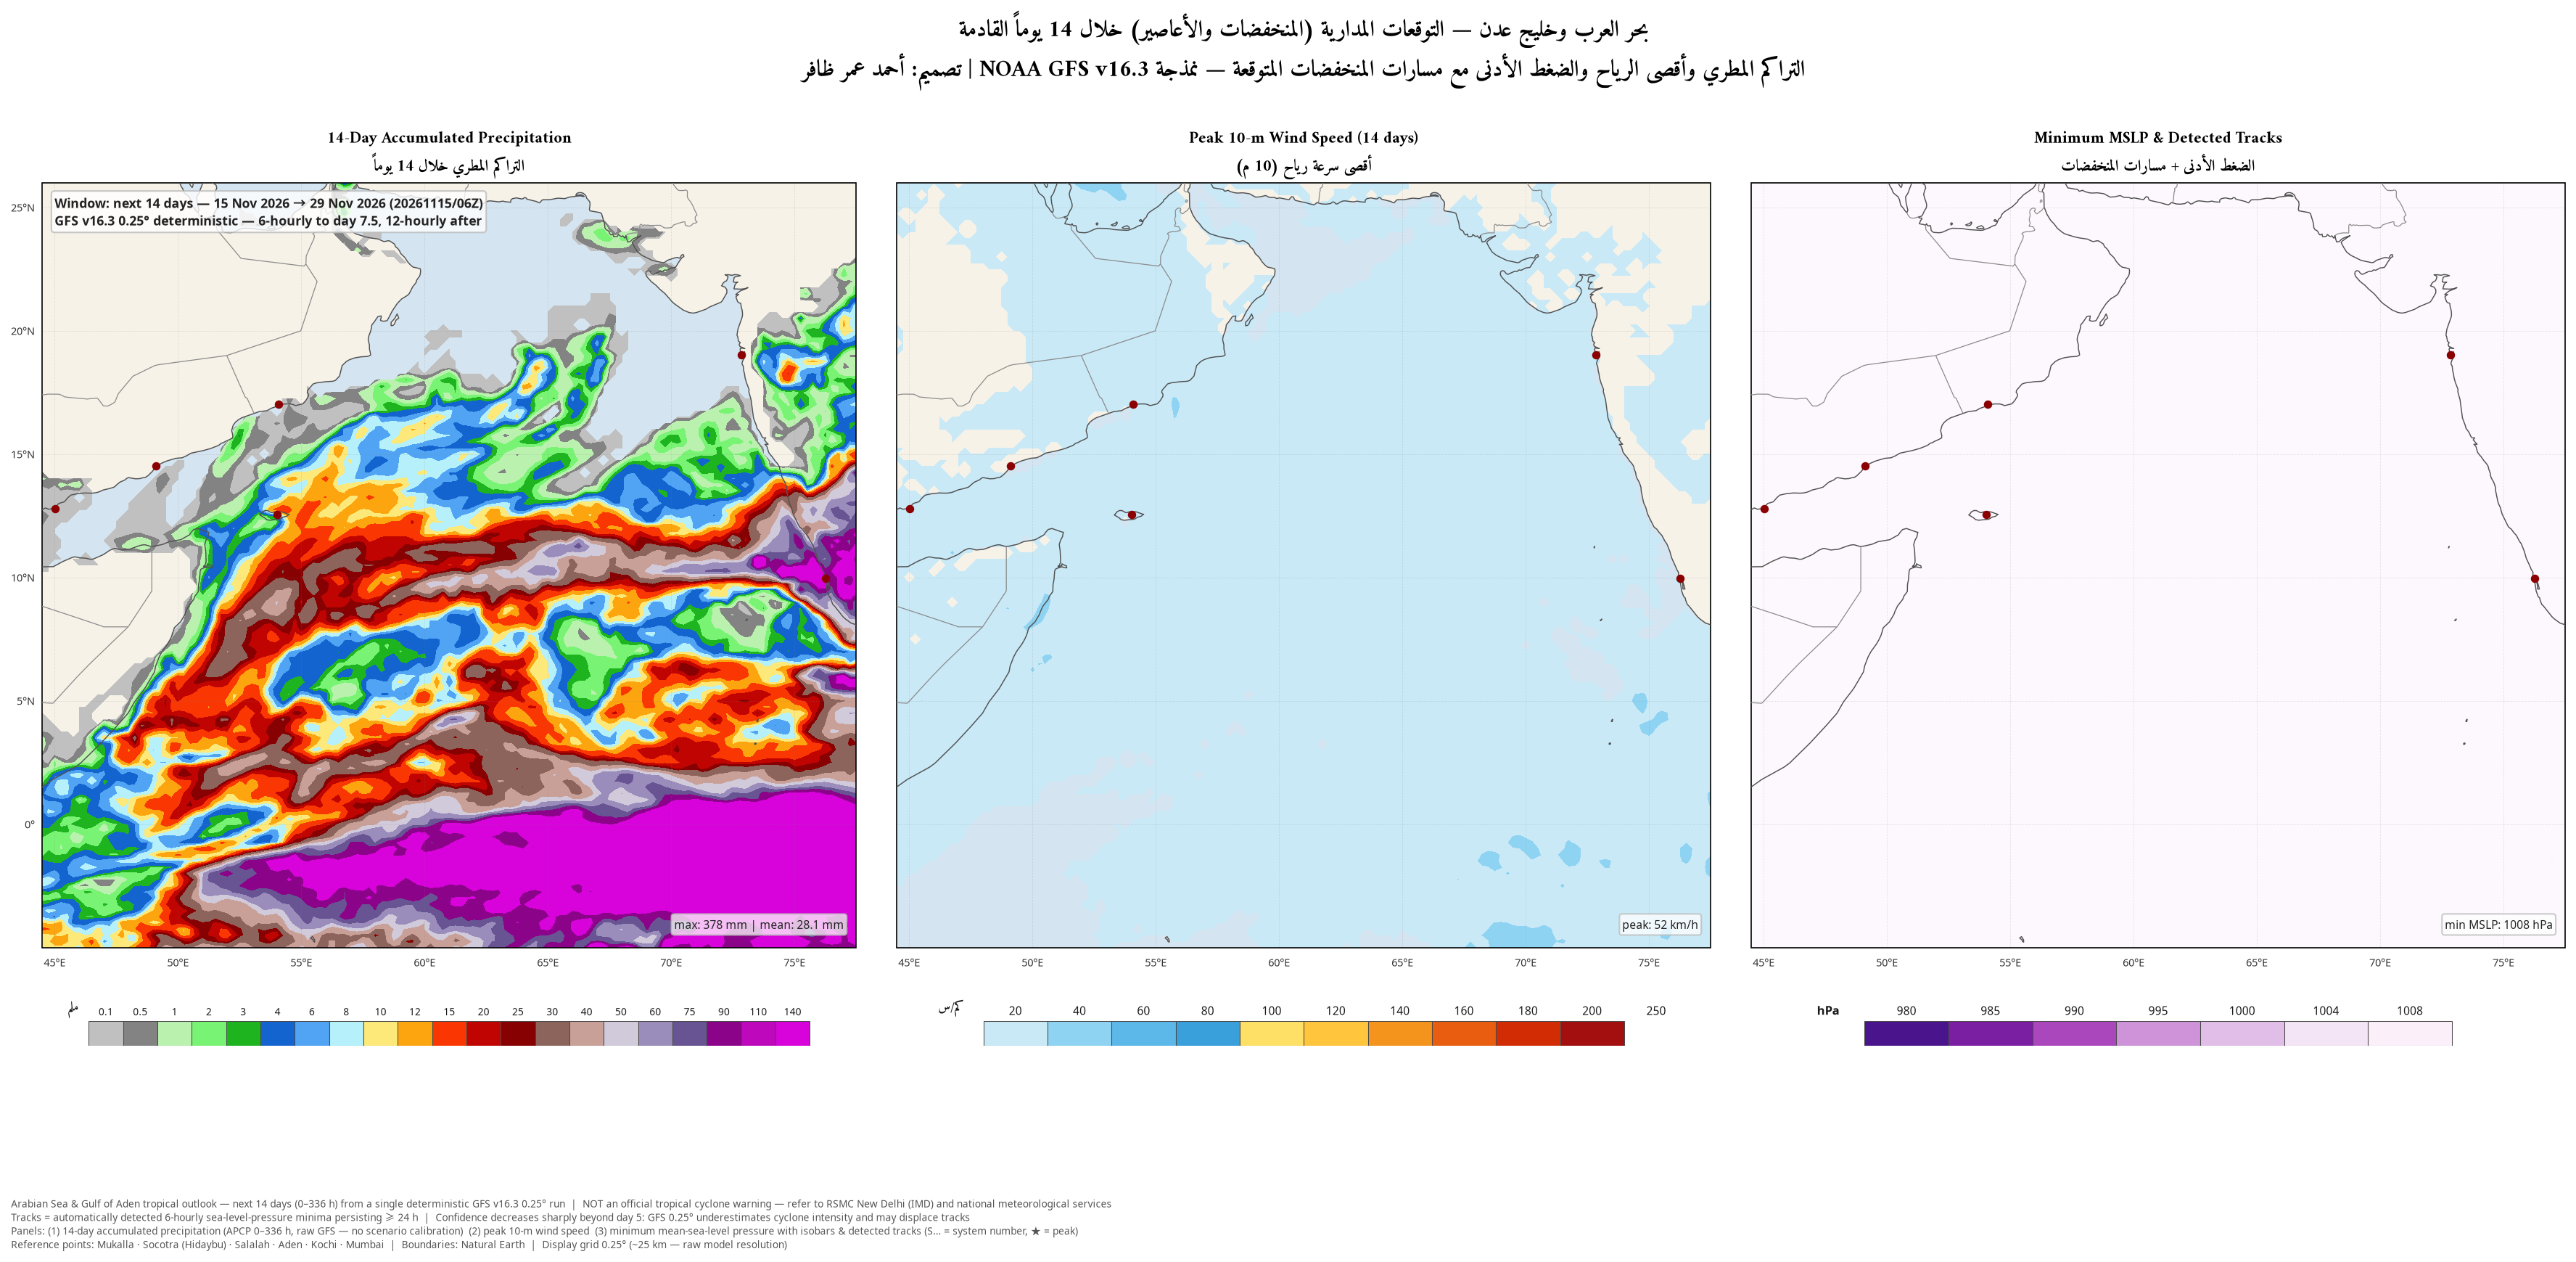 بحر العرب وخليج عدن — التوقعات المدارية (المنخفضات والأعاصير) خلال 14 يوماً القادمة
التراكم المطري وأقصى الرياح والضغط الأدنى مع مسارات المنخفضات المتوقعة — نمذجة NOAA GFS v16.3 | تصميم: أحمد عمر ظافر
14-Day Accumulated Precipitation
التراكم المطري خلال 14 يوماً
Window: next 14 days — 15 Nov 2026 → 29 Nov 2026 (20261115/06Z)
GFS v16.3 0.25° deterministic — 6-hourly to day 7.5, 12-hourly after
25°N
20°N
15°N
10°N
5°N
0°
max: 378 mm | mean: 28.1 mm
45°E 50°E 55°E 60°E 65°E 70°E 75°E
ملم
0.1 0.5 1 2 3 4 6 8 10 12 15 20 25 30 40 50 60 75 90 110 140
Peak 10-m Wind Speed (14 days)
أقصى سرعة رياح (10 م)
peak: 52 km/h
45°E 50°E 55°E 60°E 65°E 70°E 75°E
كم/س
20 40 60 80 100 120 140 160 180 200 250
Minimum MSLP & Detected Tracks
الضغط الأدنى + مسارات المنخفضات
min MSLP: 1008 hPa
45°E 50°E 55°E 60°E 65°E 70°E 75°E
hPa
980 985 990 995 1000 1004 1008
Arabian Sea & Gulf of Aden tropical outlook — next 14 days (0–336 h) from a single deterministic GFS v16.3 0.25° run | NOT an official tropical cyclone warning — refer to RSMC New Delhi (IMD) and national meteorological services
Tracks = automatically detected 6-hourly sea-level-pressure minima persisting ⩾ 24 h | Confidence decreases sharply beyond day 5: GFS 0.25° underestimates cyclone intensity and may displace tracks
Panels: (1) 14-day accumulated precipitation (APCP 0–336 h, raw GFS — no scenario calibration) (2) peak 10-m wind speed (3) minimum mean-sea-level pressure with isobars & detected tracks (S... = system number, ★ = peak)
Reference points: Mukalla · Socotra (Hidaybu) · Salalah · Aden · Kochi · Mumbai | Boundaries: Natural Earth | Display grid 0.25° (~25 km — raw model resolution)